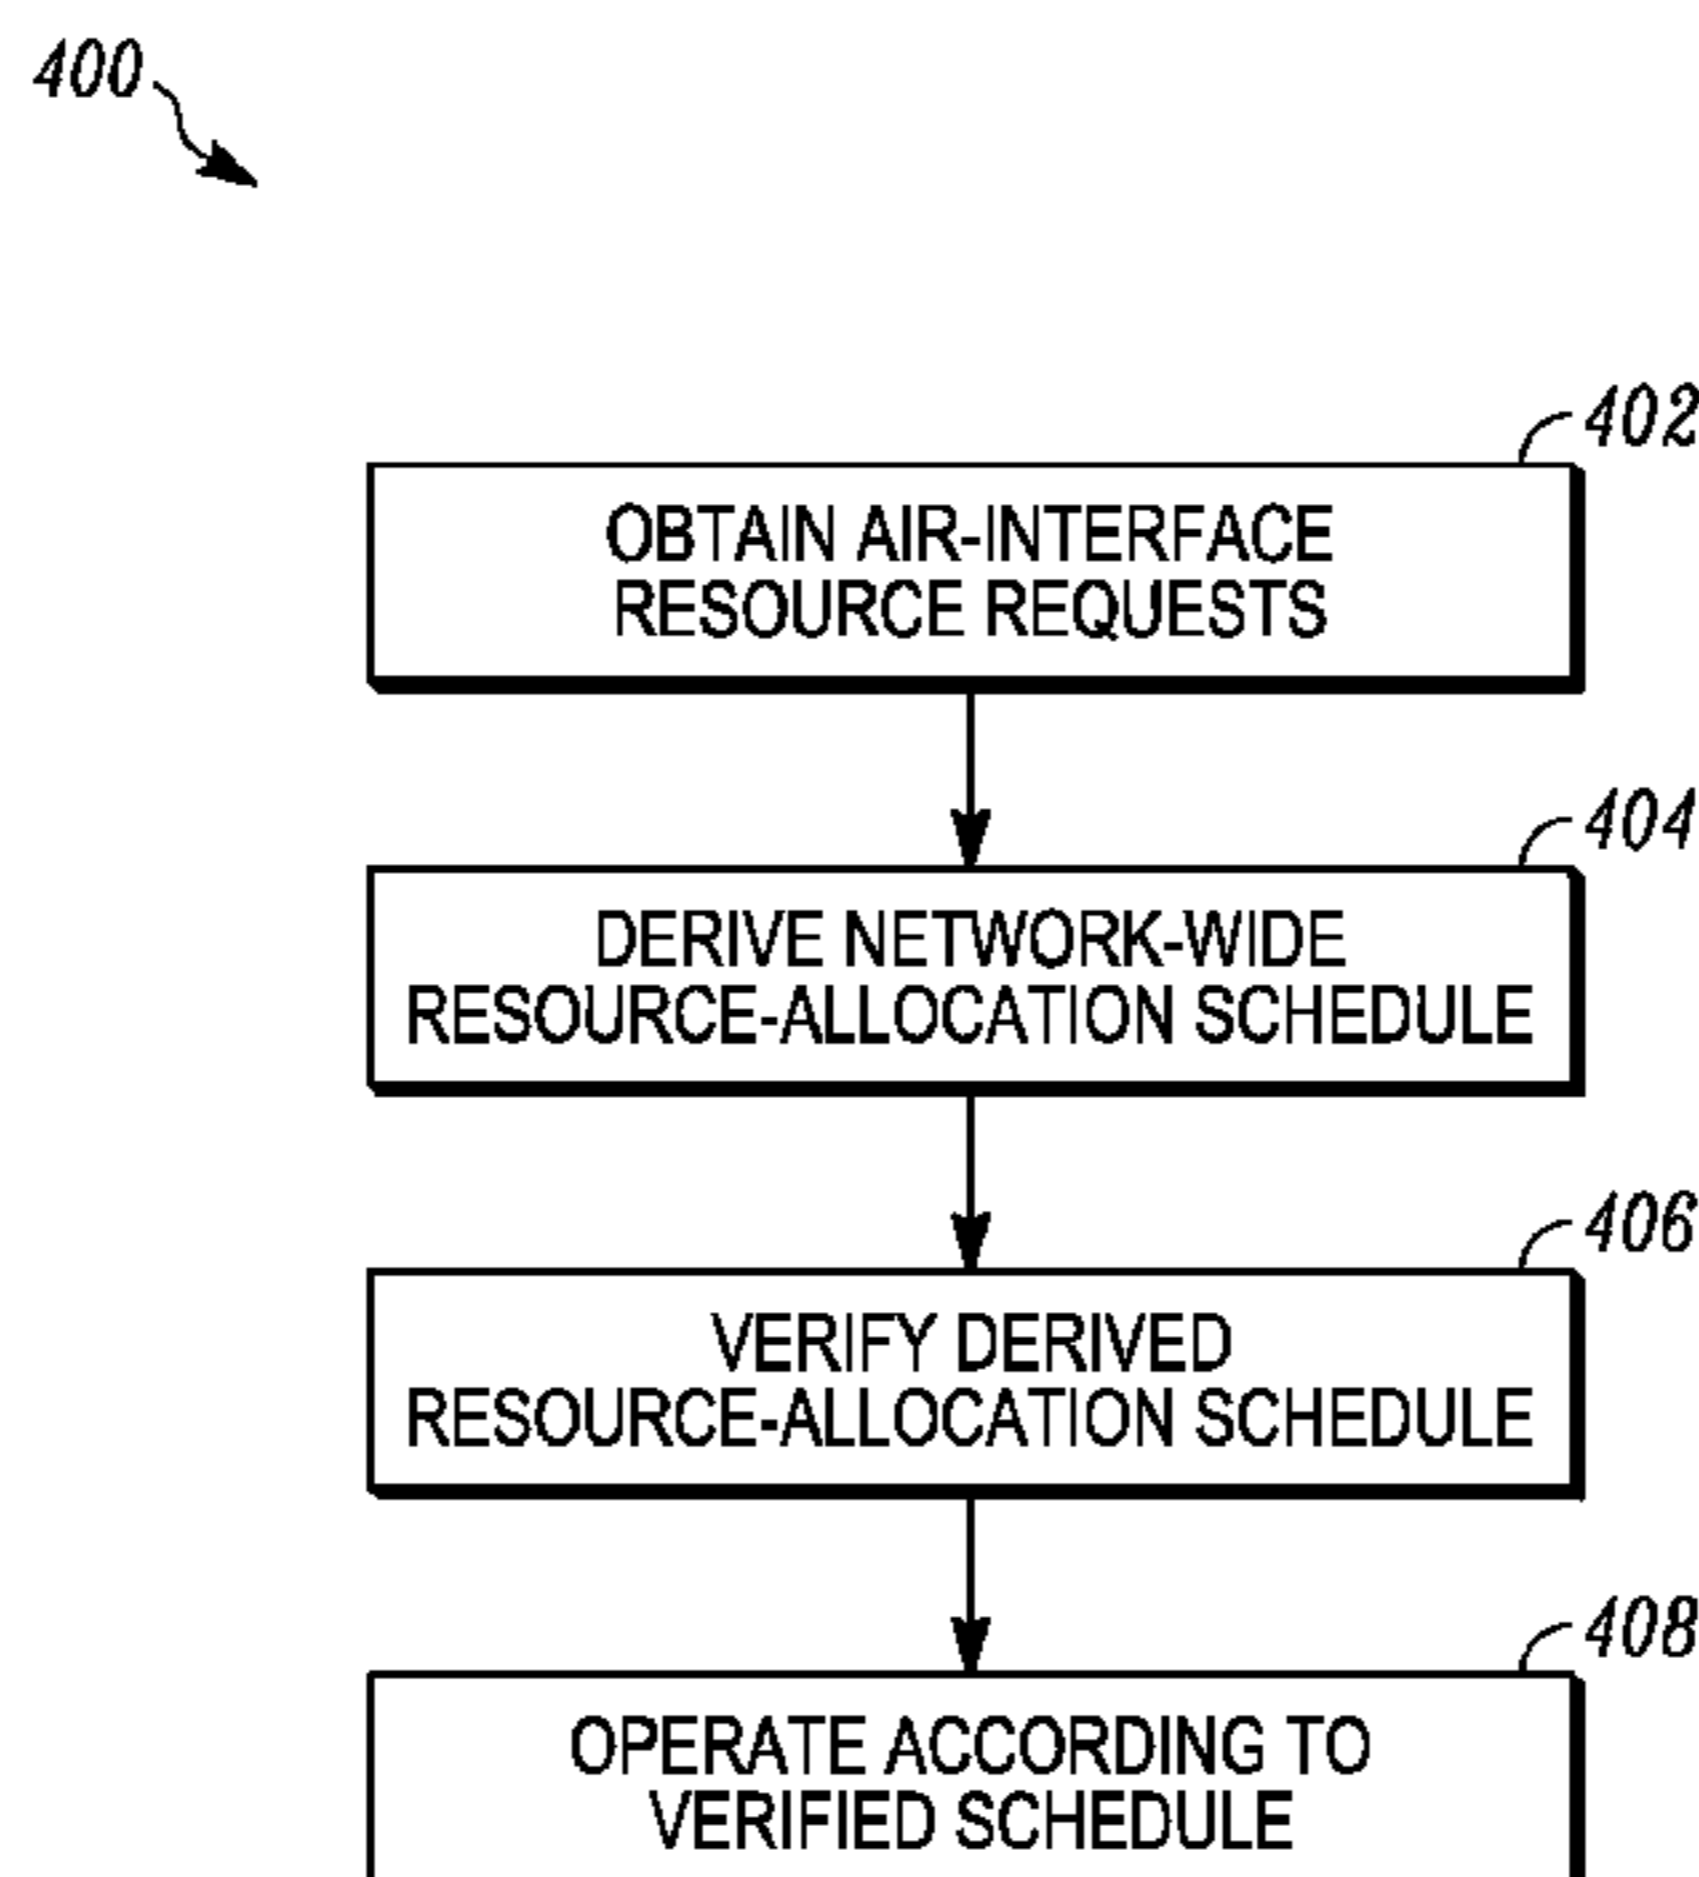 400
402
OBTAIN AIR-INTERFACE
RESOURCE REQUESTS
404
DERIVE NETWORK-WIDE
RESOURCE-ALLOCATION SCHEDULE
406
VERIFY DERIVED
RESOURCE-ALLOCATION SCHEDULE
408
OPERATE ACCORDING TO
VERIFIED SCHEDULE